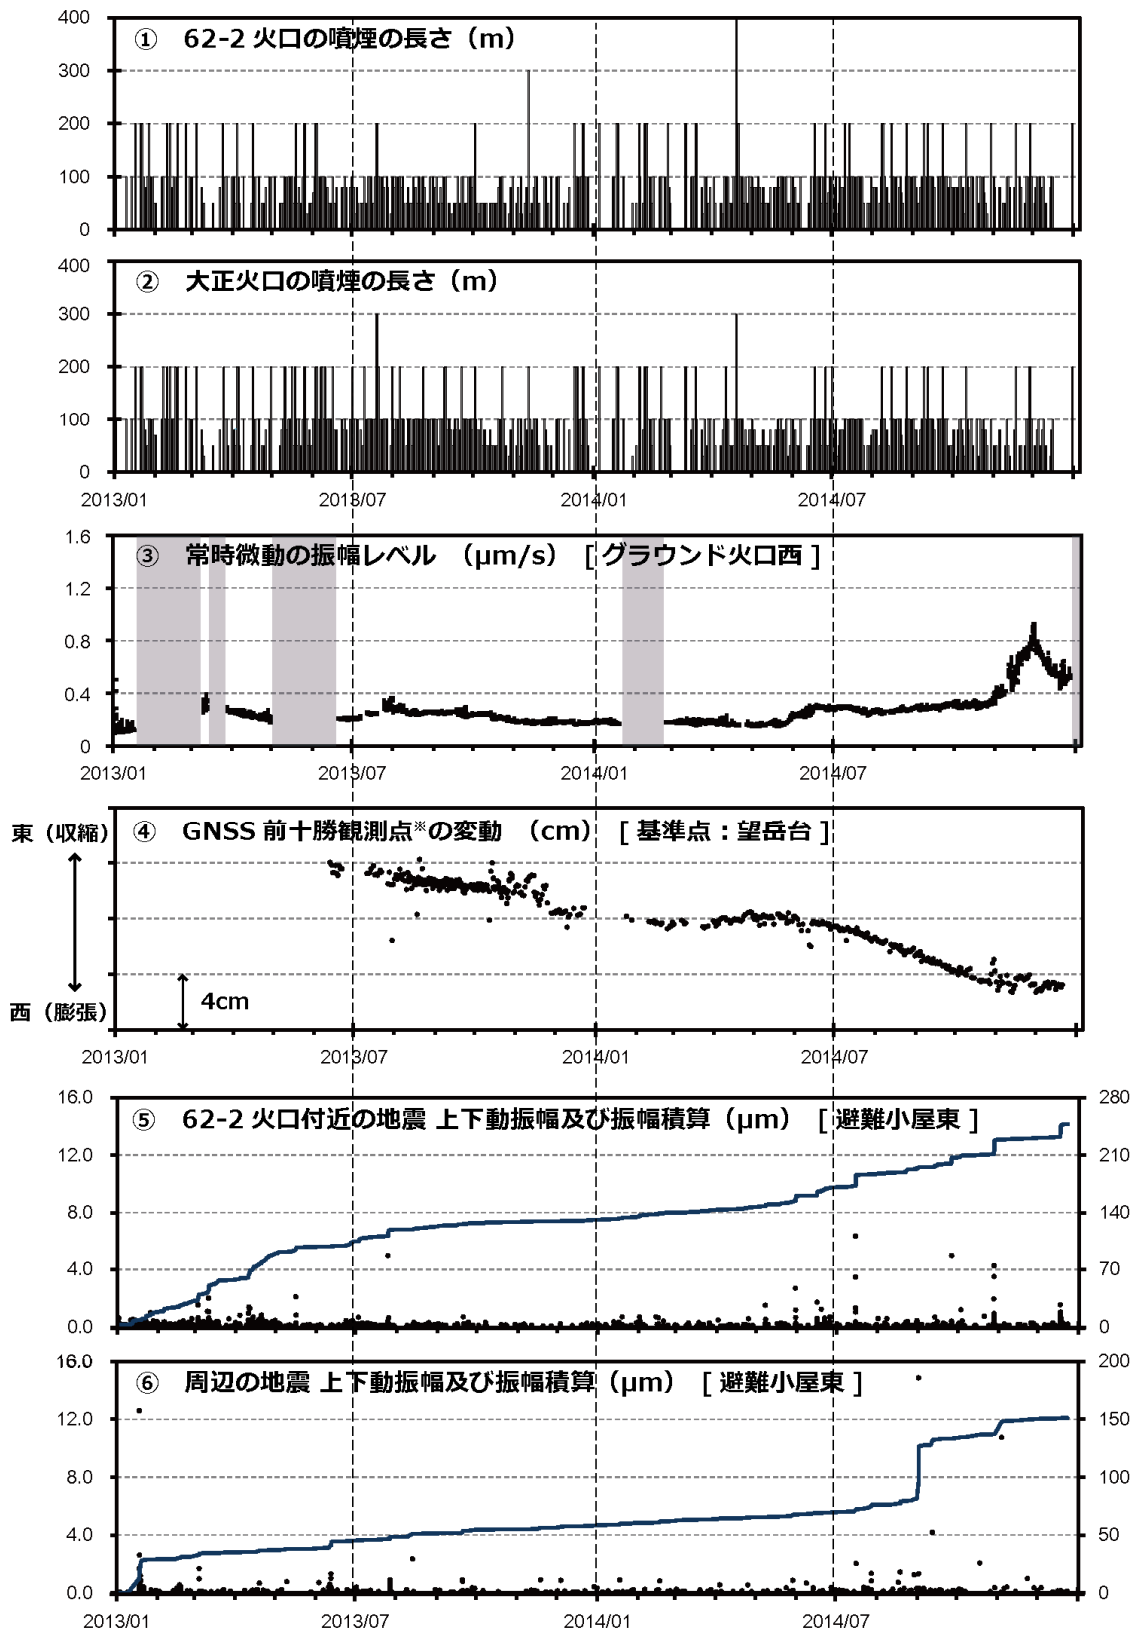 400
① 62-2 火口の噴煙の長さ（m）
300
200
100
0
400
② 大正火口の噴煙の長さ（m）
300
200
100
0
2013/01 2013/07 2014/01 2014/07
1.6
③ 常時微動の振幅レベル （μm/s） [ グラウンド火口西 ]
1.2
0.8
0.4
0
2013/01 2013/07 2014/01 2014/07
東（収縮） ④ GNSS 前十勝観測点※の変動 （cm） [ 基準点：望岳台 ]
4cm
西（膨張）
2013/01 2013/07 2014/01 2014/07
16.0 280
⑤ 62-2 火口付近の地震 上下動振幅及び振幅積算（μm） [ 避難小屋東 ]
12.0 210
8.0 140
4.0 70
0.0 0
16.0 200
⑥ 周辺の地震 上下動振幅及び振幅積算（μm） [ 避難小屋東 ]
12.0 150
8.0 100
4.0 50
0.0 0
2013/01 2013/07 2014/01 2014/07